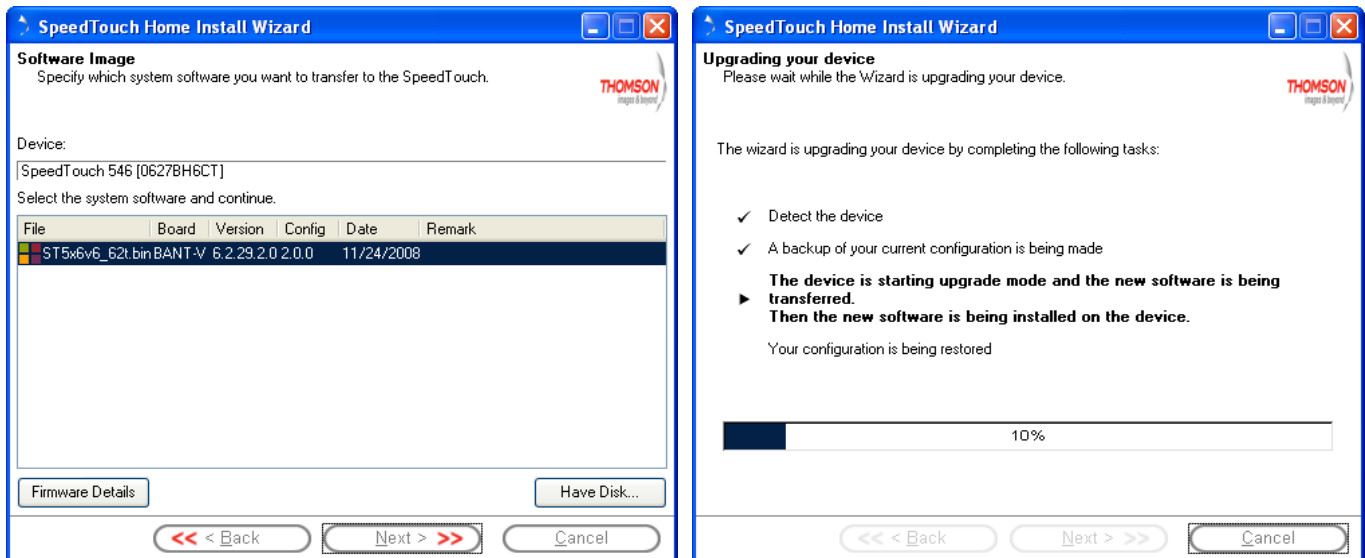 SpeedTouch Home Install Wizard
Software Image
Specify which system software you want to transfer to the SpeedTouch.
THOMSON
images & beyond
Device:
SpeedTouch 546 [0627BH6CT]
Select the system software and continue.
File Board Version Config Date Remark
ST5x6v6_62t.bin BANT-V 6.2.29.2.0 2.0.0 11/24/2008
Firmware Details
Have Disk...
<< < Back
Next > >>
Cancel
SpeedTouch Home Install Wizard
Upgrading your device
Please wait while the Wizard is upgrading your device.
THOMSON
images & beyond
The wizard is upgrading your device by completing the following tasks:
✓ Detect the device
✓ A backup of your current configuration is being made
The device is starting upgrade mode and the new software is being
► transferred.
Then the new software is being installed on the device.
Your configuration is being restored
10%
<< < Back
Next > >>
Cancel